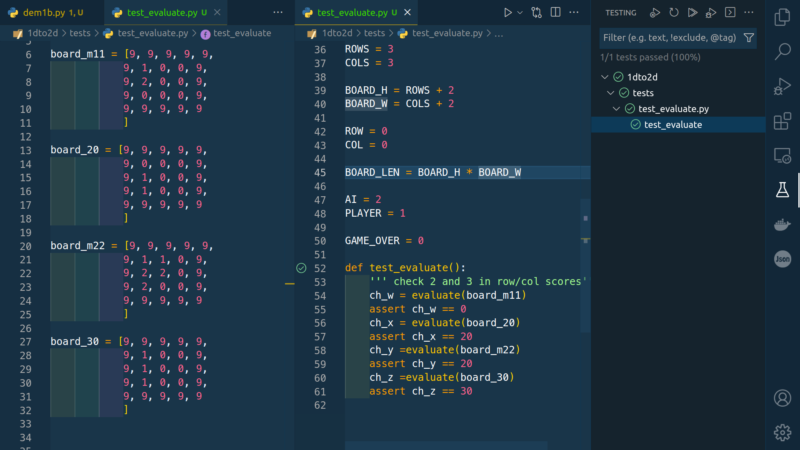 dem1b.py 1, U
test_evaluate.py U
1dto2d > tests > test_evaluate.py > test_evaluate
6 board_m11 = [9, 9, 9, 9, 9,
7 9, 1, 0, 0, 9,
8 9, 2, 0, 0, 9,
9 9, 0, 0, 0, 9,
10 9, 9, 9, 9, 9
11 ]
12
13 board_20 = [9, 9, 9, 9, 9,
14 9, 0, 0, 0, 9,
15 9, 1, 0, 0, 9,
16 9, 1, 0, 0, 9,
17 9, 9, 9, 9, 9
18 ]
19
20 board_m22 = [9, 9, 9, 9, 9,
21 9, 1, 1, 0, 9,
22 9, 2, 2, 0, 9,
23 9, 2, 0, 0, 9,
24 9, 9, 9, 9, 9
25 ]
26
27 board_30 = [9, 9, 9, 9, 9,
28 9, 1, 0, 0, 9,
29 9, 1, 0, 0, 9,
30 9, 1, 0, 0, 9,
31 9, 9, 9, 9, 9
32 ]
33
34
test_evaluate.py U
1dto2d > tests > test_evaluate.py > ...
36 ROWS = 3
37 COLS = 3
38
39 BOARD_H = ROWS + 2
40 BOARD_W = COLS + 2
41
42 ROW = 0
43 COL = 0
44
45 BOARD_LEN = BOARD_H * BOARD_W
46
47 AI = 2
48 PLAYER = 1
49
50 GAME_OVER = 0
51
52 def test_evaluate():
53 ''' check 2 and 3 in row/col scores'
54 ch_w = evaluate(board_m11)
55 assert ch_w == 0
56 ch_x = evaluate(board_20)
57 assert ch_x == 20
58 ch_y =evaluate(board_m22)
59 assert ch_y == 20
60 ch_z =evaluate(board_30)
61 assert ch_z == 30
62
TESTING
Filter (e.g. text, !exclude, @tag)
1/1 tests passed (100%)
1dto2d
tests
test_evaluate.py
test_evaluate
json